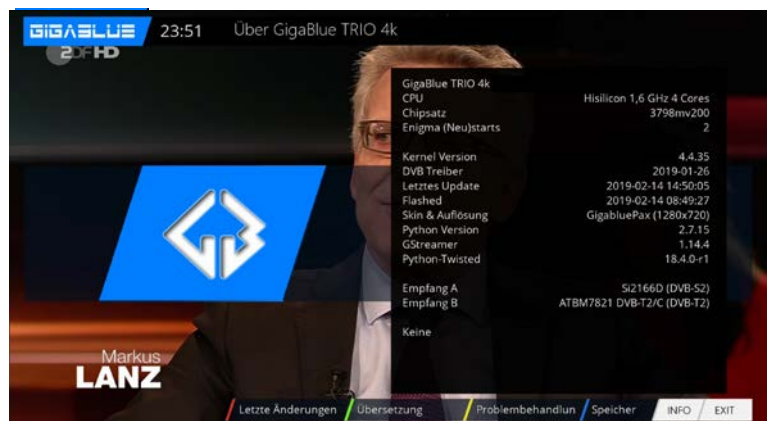 GIGABLUE 23:51 Über GigaBlue TRIO 4k
2DFHD
GigaBlue TRIO 4k
CPU Hisilicon 1,6 GHz 4 Cores
Chipsatz 3798mv200
Enigma (Neu)starts 2
Kernel Version 4.4.35
DVB Treiber 2019-01-26
Letztes Update 2019-02-14 14:50:05
Flashed 2019-02-14 08:49:27
Skin & Auflösung GigabluePax (1280x720)
Python Version 2.7.15
GStreamer 1.14.4
Python-Twisted 18.4.0-r1
Empfang A Si2166D (DVB-S2)
Empfang B ATBM7821 DVB-T2/C (DVB-T2)
Keine
GB
Markus
LANZ
Letzte Änderungen Übersetzung Problembehandlun Speicher INFO EXIT